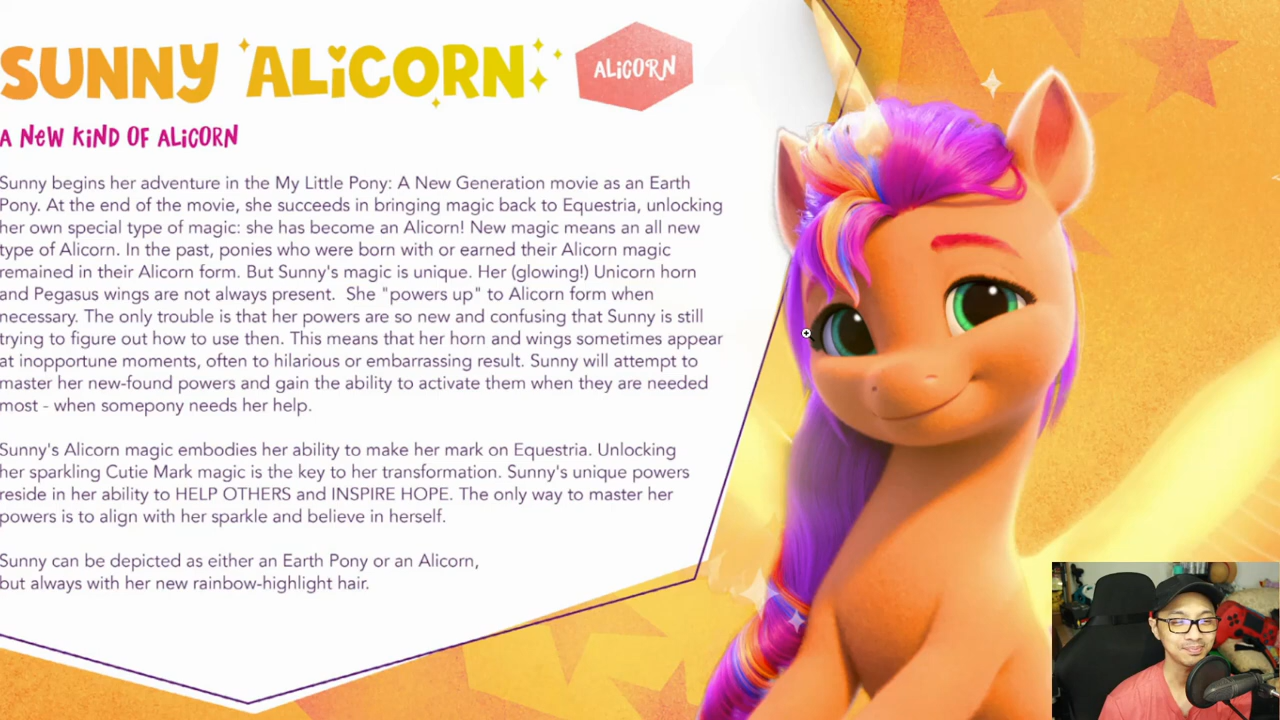 SUNNY ALiCORN
ALiCORN
A NeW KiND OF ALiCORN
Sunny begins her adventure in the My Little Pony: A New Generation movie as an Earth
Pony. At the end of the movie, she succeeds in bringing magic back to Equestria, unlocking
her own special type of magic: she has become an Alicorn! New magic means an all new
type of Alicorn. In the past, ponies who were born with or earned their Alicorn magic
remained in their Alicorn form. But Sunny's magic is unique. Her (glowing!) Unicorn horn
and Pegasus wings are not always present. She "powers up" to Alicorn form when
necessary. The only trouble is that her powers are so new and confusing that Sunny is still
trying to figure out how to use then. This means that her horn and wings sometimes appear
at inopportune moments, often to hilarious or embarrassing result. Sunny will attempt to
master her new-found powers and gain the ability to activate them when they are needed
most - when somepony needs her help.
Sunny's Alicorn magic embodies her ability to make her mark on Equestria. Unlocking
her sparkling Cutie Mark magic is the key to her transformation. Sunny's unique powers
reside in her ability to HELP OTHERS and INSPIRE HOPE. The only way to master her
powers is to align with her sparkle and believe in herself.
Sunny can be depicted as either an Earth Pony or an Alicorn,
but always with her new rainbow-highlight hair.